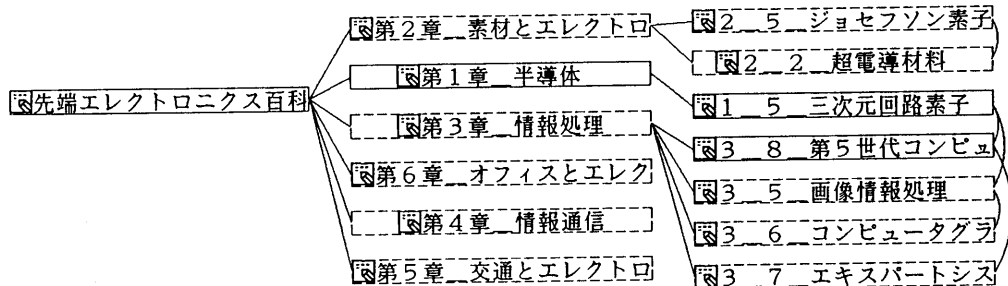 先端エレクトロニクス百科
第２章＿素材とエレクトロ
第１章＿半導体
第３章＿情報処理
第６章＿オフィスとエレク
第４章＿情報通信
第５章＿交通とエレクトロ
２＿５＿ジョセフソン素子
２＿２＿超電導材料
１＿５＿三次元回路素子
３＿８＿第５世代コンピュ
３＿５＿画像情報処理
３＿６＿コンピュータグラ
３＿７＿エキスパートシス